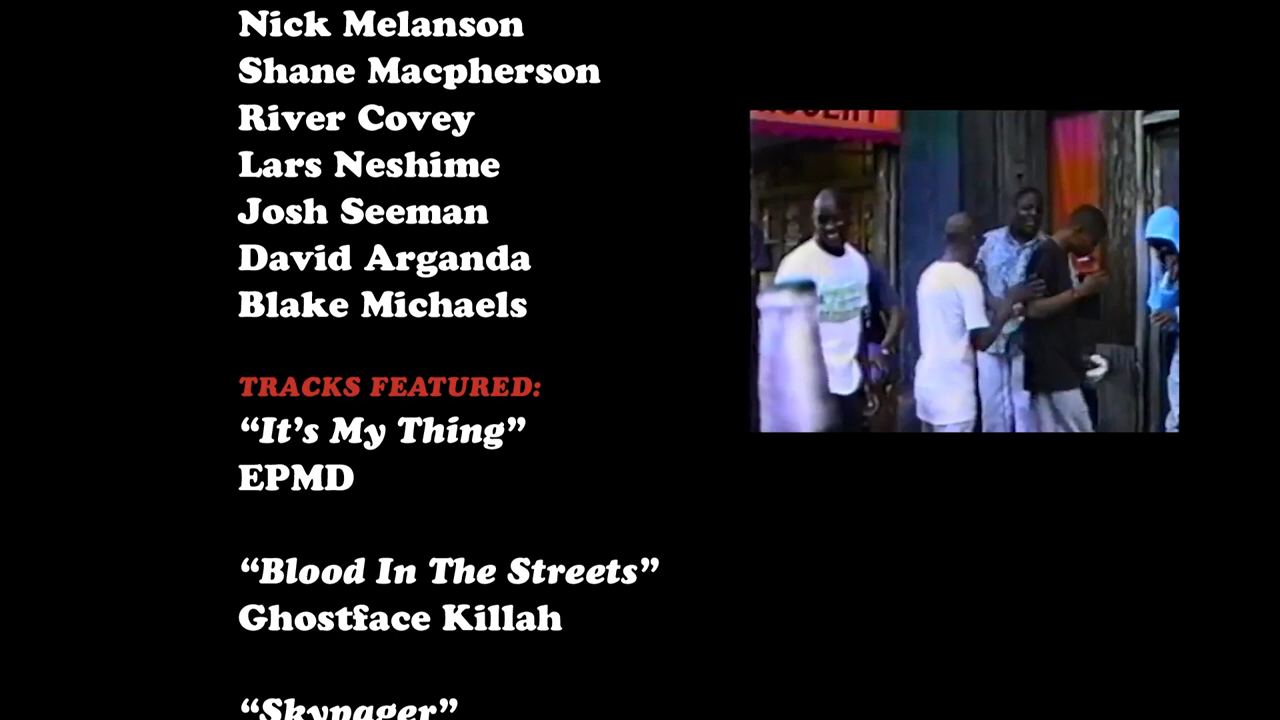 Nick Melanson
Shane Macpherson
River Covey
Lars Neshime
Josh Seeman
David Arganda
Blake Michaels
TRACKS FEATURED:
“It’s My Thing”
EPMD
“Blood In The Streets”
Ghostface Killah
“Skypager”